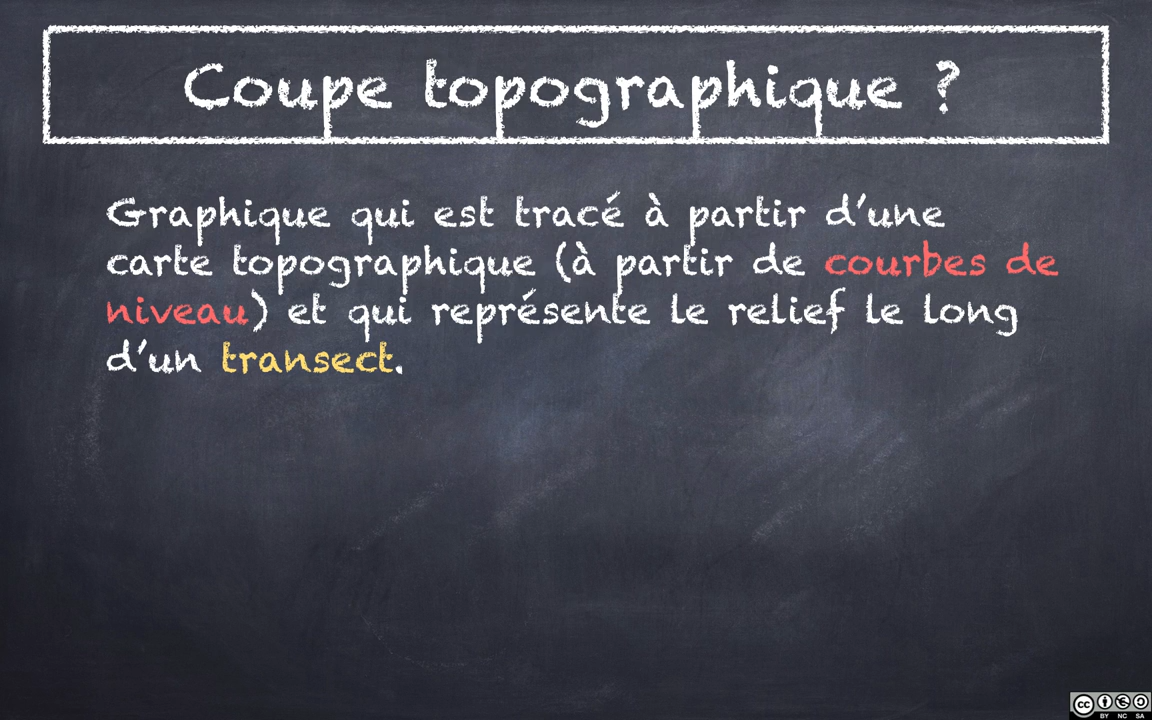 Coupe topographique ?
Graphique qui est tracé à partir d’une
carte topographique (à partir de courbes de
niveau) et qui représente le relief le long
d’un transect.
cc
BY NC SA